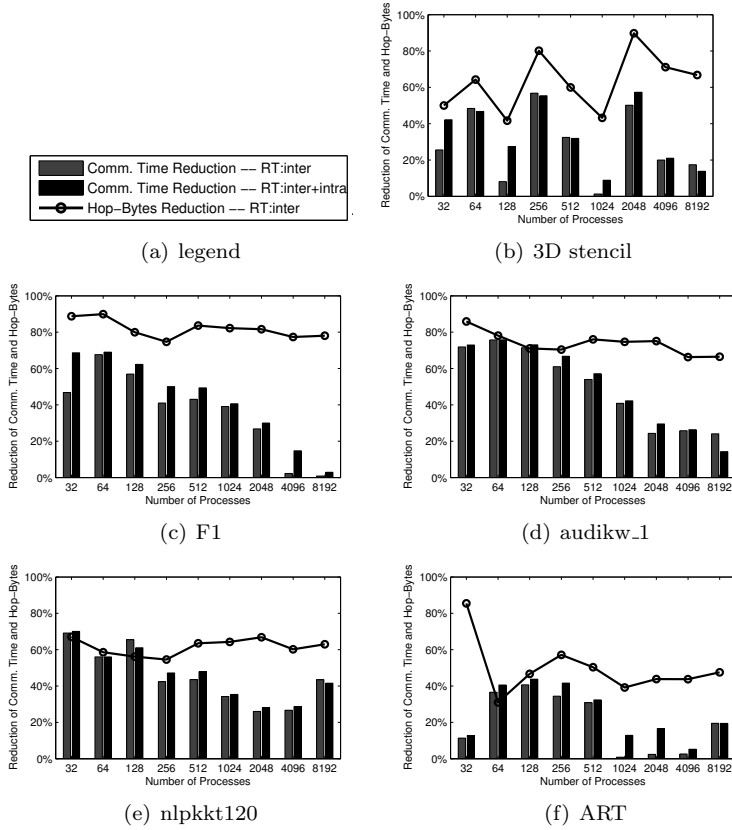 Comm. Time Reduction −− RT:inter
Comm. Time Reduction −− RT:inter+intra
Hop−Bytes Reduction −− RT:inter
(a) legend
Reduction of Comm. Time and Hop−Bytes
100%
80%
60%
40%
20%
32 64 128 256 512 1024 2048 4096 8192
Number of Processes
(b) 3D stencil
Reduction of Comm. Time and Hop−Bytes
100%
80%
60%
40%
20%
0%
32 64 128 256 512 1024 2048 4096 8192
Number of Processes
(c) F1
Reduction of Comm. Time and Hop−Bytes
100%
80%
60%
40%
20%
0%
32 64 128 256 512 1024 2048 4096 8192
Number of Processes
(d) audikw_1
Reduction of Comm. Time and Hop−Bytes
100%
80%
60%
40%
20%
0%
32 64 128 256 512 1024 2048 4096 8192
Number of Processes
(e) nlpkkt120
Reduction of Comm. Time and Hop−Bytes
100%
80%
60%
40%
20%
0%
32 64 128 256 512 1024 2048 4096 8192
Number of Processes
(f) ART